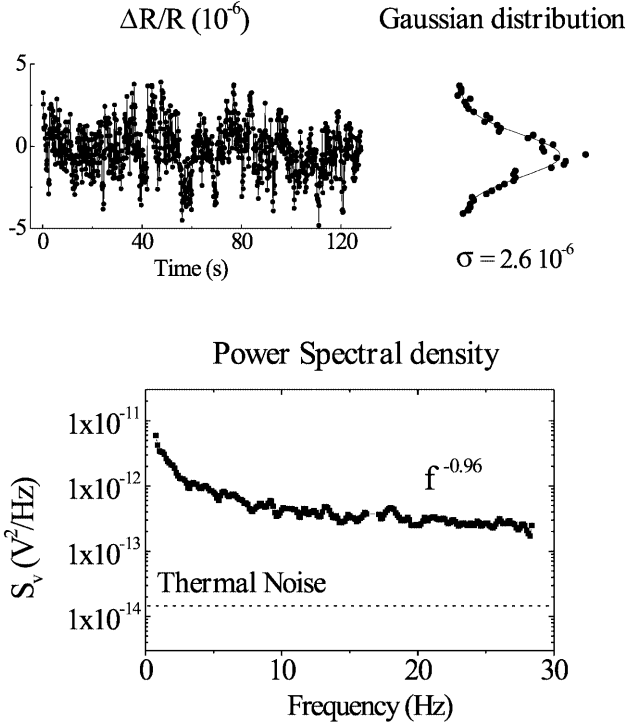 ΔR/R (10⁻⁶)
Gaussian distribution
5
0
-5
0 40 80 120
Time (s)
σ = 2.6 10⁻⁶
Power Spectral density
1x10⁻¹¹
1x10⁻¹²
1x10⁻¹³
1x10⁻¹⁴
Sᵥ (V²/Hz)
f⁻⁰·⁹⁶
Thermal Noise
0 10 20 30
Frequency (Hz)